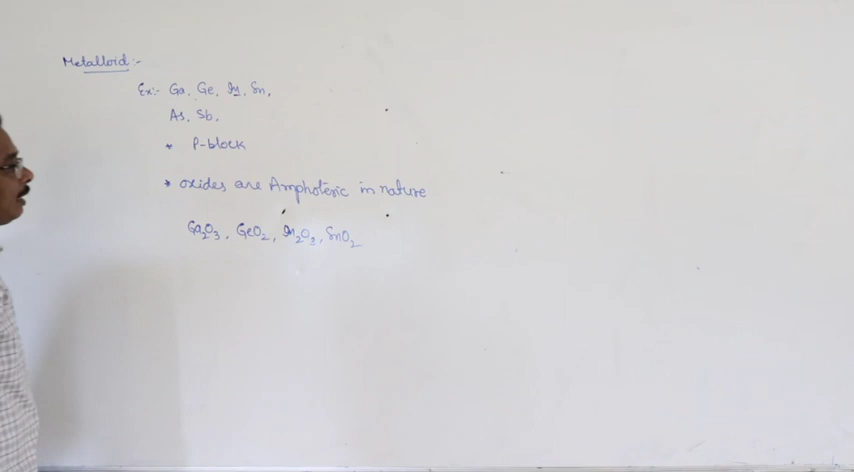 Metalloid:-
Ex:- Ga, Ge, In, Sn,
As, Sb,
* P-block
* oxides are Amphoteric in nature
Ga2O3, GeO2, In2O3, SnO2